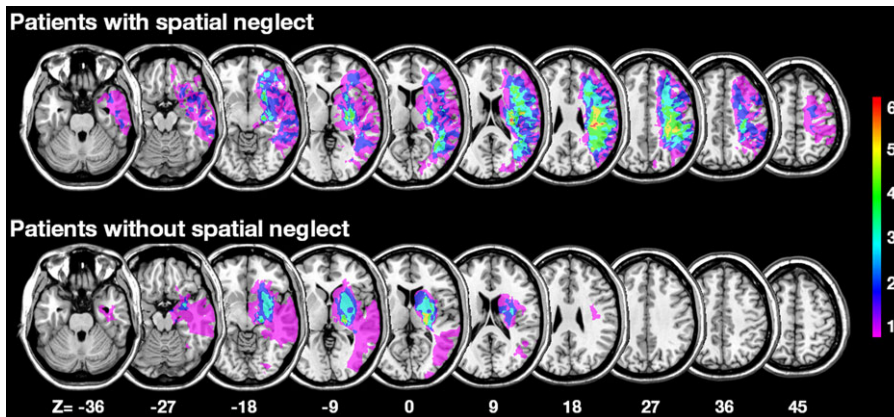 Patients with spatial neglect
6
5
4
3
2
1
Patients without spatial neglect
Z= -36 -27 -18 -9 0 9 18 27 36 45